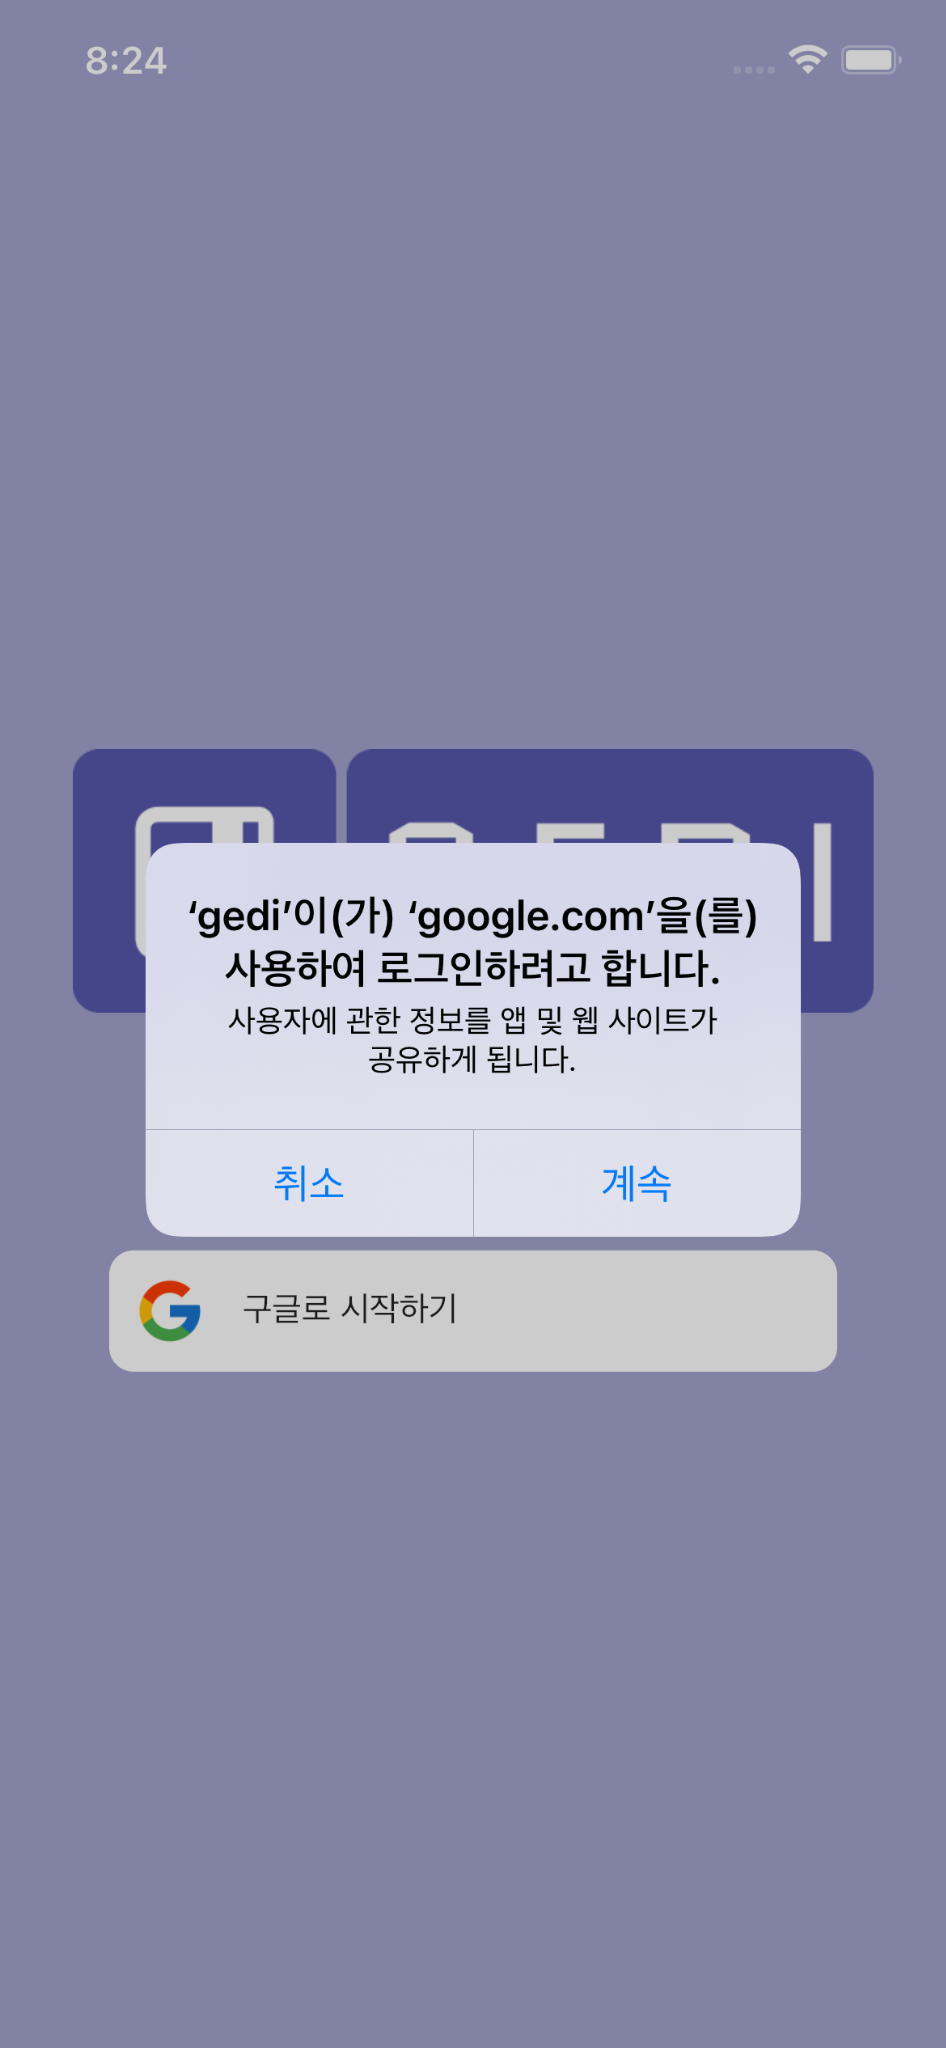 8:24
‘gedi’이(가) ‘google.com’을(를)
사용하여 로그인하려고 합니다.
사용자에 관한 정보를 앱 및 웹 사이트가
공유하게 됩니다.
취소
계속
구글로 시작하기